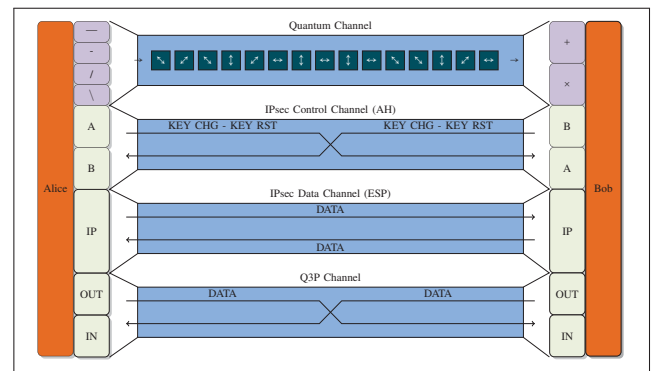 Quantum Channel
—
-
/
\
+
×
→ ⤡ ⤢ ⤡ ↕ ⤢ ↔ ↕ ↔ ↕ ↔ ⤡ ⤡ ↕ ⤢ ↔ →
IPsec Control Channel (AH)
KEY CHG - KEY RST KEY CHG - KEY RST
A
B
B
A
Alice
Bob
IPsec Data Channel (ESP)
DATA
IP
IP
DATA
Q3P Channel
DATA DATA
OUT
OUT
IN
IN